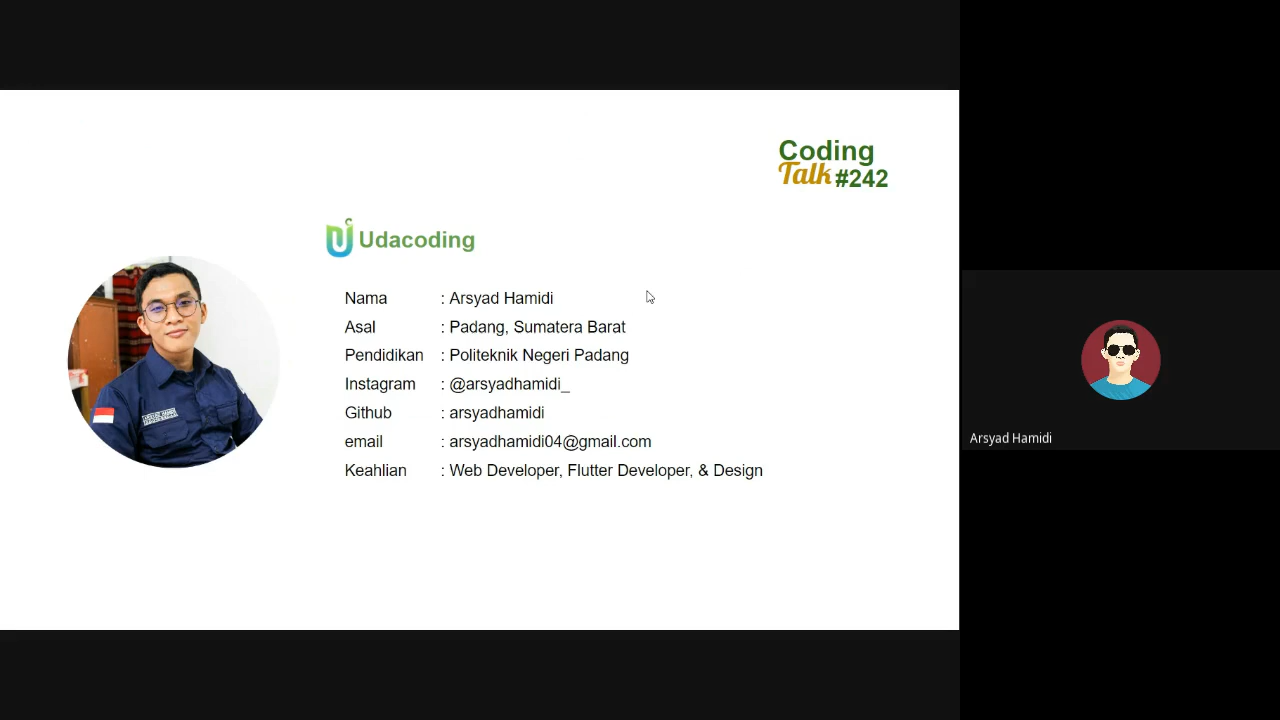 Coding
Talk #242
Udacoding
Nama : Arsyad Hamidi
Asal : Padang, Sumatera Barat
Pendidikan : Politeknik Negeri Padang
Instagram : @arsyadhamidi_
Github : arsyadhamidi
email : arsyadhamidi04@gmail.com
Keahlian : Web Developer, Flutter Developer, & Design
Arsyad Hamidi